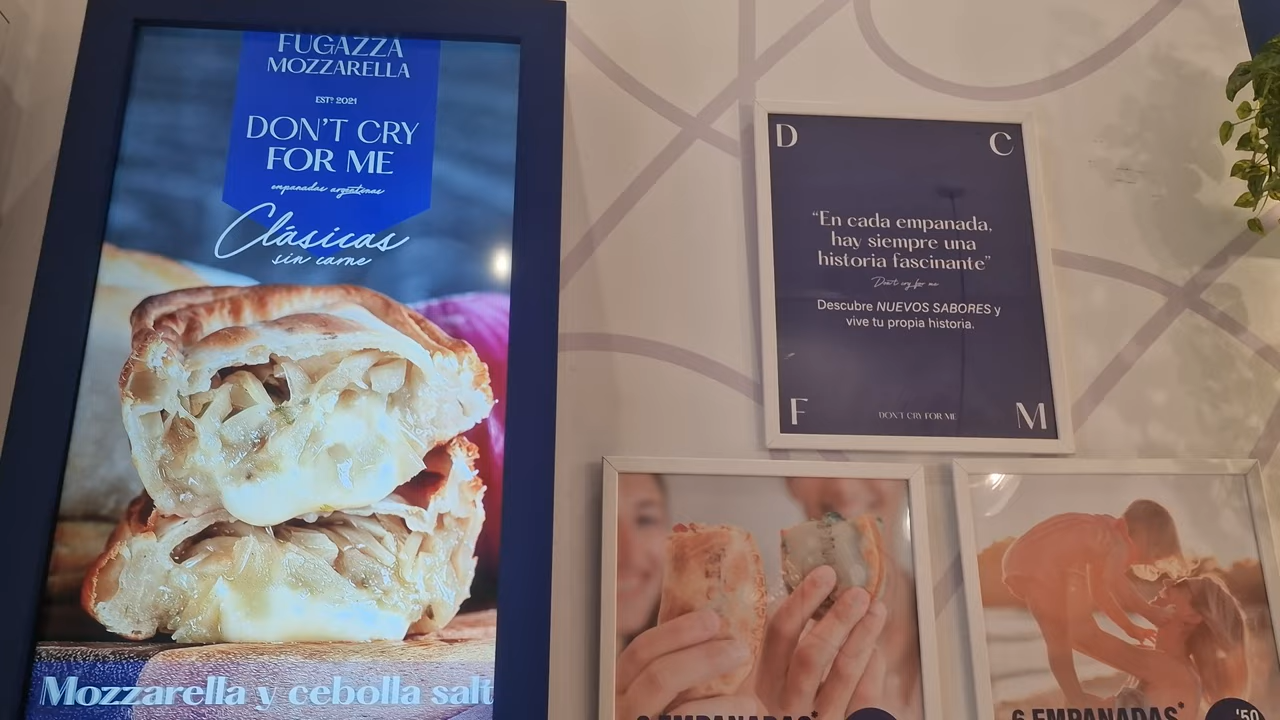 FUGAZZA
MOZZARELLA
ESTº 2021
DON'T CRY
FOR ME
empanadas argentinas
Clásicas
sin carne
Mozzarella y cebolla salt
D C
“En cada empanada,
hay siempre una
historia fascinante”
Don't cry for me
Descubre NUEVOS SABORES y
vive tu propia historia.
F DON'T CRY FOR ME M
EMPANADAS*
6 EMPANADAS*
'50